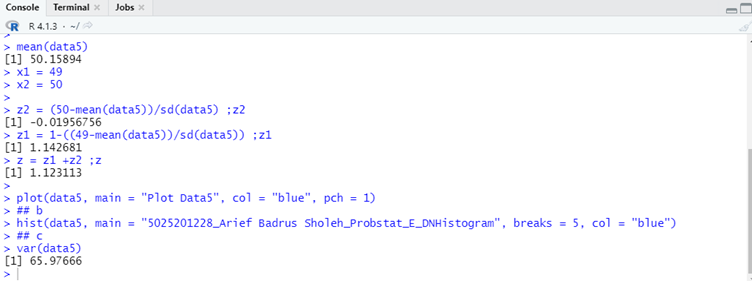 Console Terminal Jobs
R 4.1.3 · ~/
>
> mean(data5)
[1] 50.15894
> x1 = 49
> x2 = 50
>
> z2 = (50-mean(data5))/sd(data5) ;z2
[1] -0.01956756
> z1 = 1-((49-mean(data5))/sd(data5)) ;z1
[1] 1.142681
> z = z1 +z2 ;z
[1] 1.123113
>
> plot(data5, main = "Plot Data5", col = "blue", pch = 1)
> ## b
> hist(data5, main = "5025201228_Arief Badrus Sholeh_Probstat_E_DNHistogram", breaks = 5, col = "blue")
> ## c
> var(data5)
[1] 65.97666
>